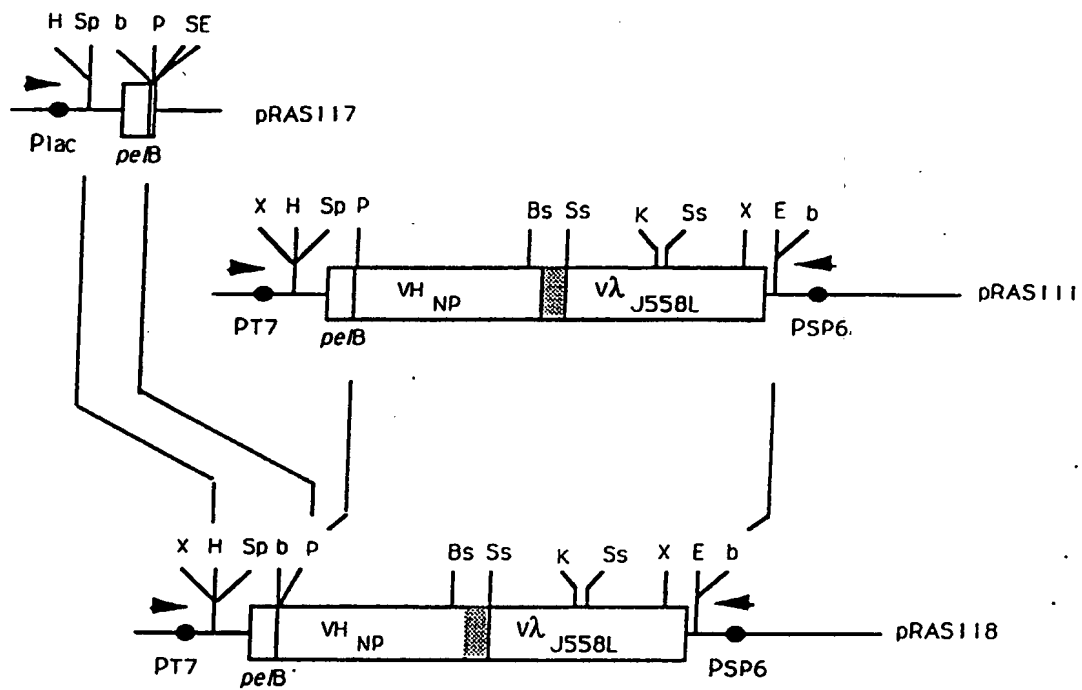 H Sp b P SE
Plac
pelB
pRAS117
X H Sp P Bs Ss K Ss X E b
VH NP
Vλ J558L
PT7
pelB
PSP6
pRAS111
X H Sp b P Bs Ss K Ss X E b
VH NP
Vλ J558L
PT7
pelB
PSP6
pRAS118